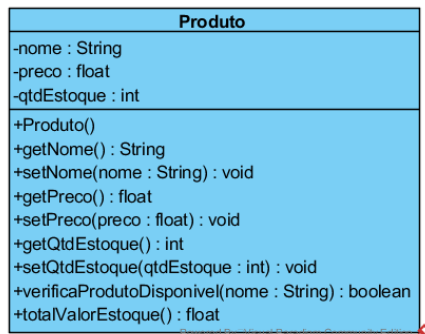 Produto
-nome : String
-preco : float
-qtdEstoque : int
+Produto()
+getNome() : String
+setNome(nome : String) : void
+getPreco() : float
+setPreco(preco : float) : void
+getQtdEstoque() : int
+setQtdEstoque(qtdEstoque : int) : void
+verificaProdutoDisponivel(nome : String) : boolean
+totalValorEstoque() : float